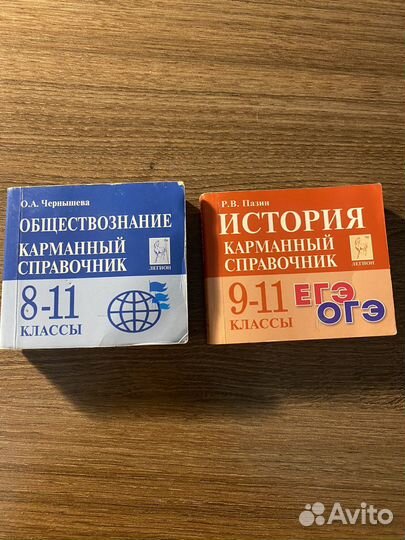 О.А. Чернышева
ОБЩЕСТВОЗНАНИЕ
КАРМАННЫЙ
СПРАВОЧНИК
ЛЕГИОН
8-11
КЛАССЫ
Р.В. Пазин
ИСТОРИЯ
КАРМАННЫЙ
СПРАВОЧНИК
ЛЕГИОН
9-11
КЛАССЫ
ЕГЭ
ОГЭ
Avito